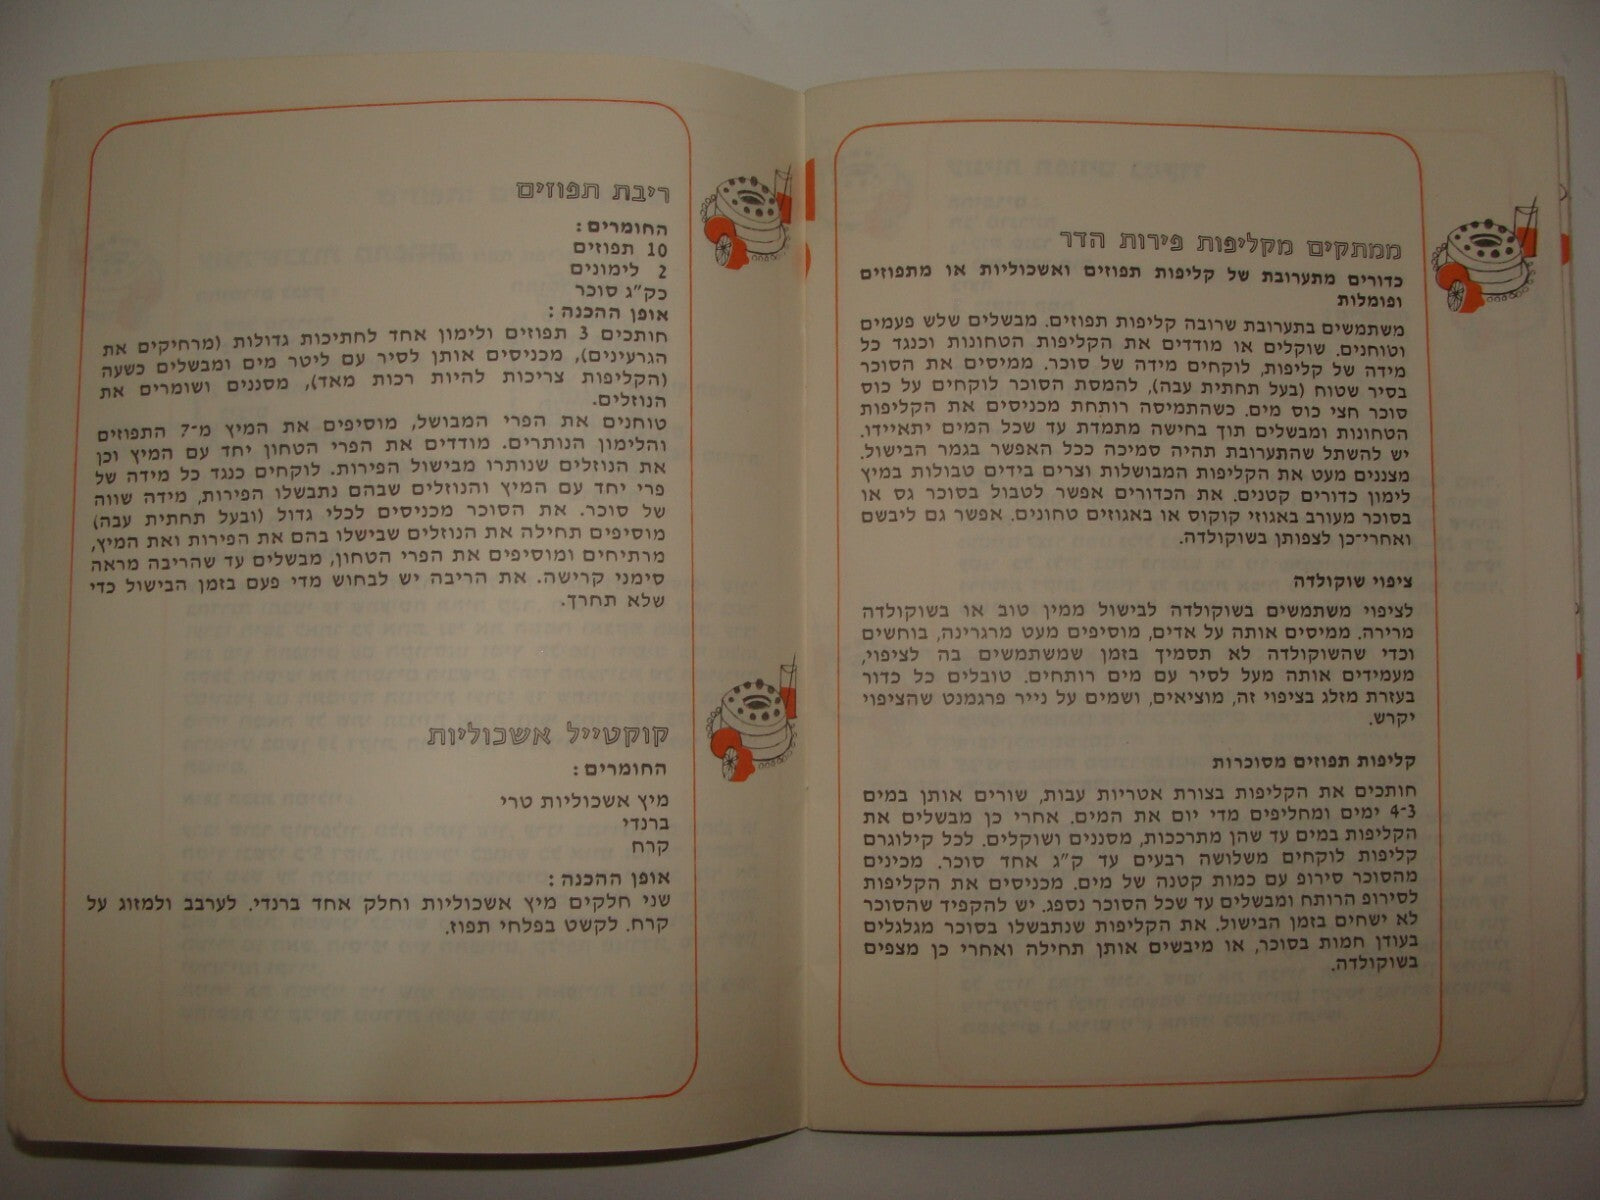 ממתקים מקליפות פירות הדר
כדורים מתערובת של קליפות תפוזים ואשכוליות או מתפוזים
ופומלות
משתמשים בתערובת שרובה קליפות תפוזים. מבשלים שלש פעמים
וטוחנים. שוקלים או מודדים את הקליפות הטחונות וכנגד כל
מידה של קליפות, לוקחים מידה של סוכר. ממיסים את הסוכר
בסיר שטוח (בעל תחתית עבה), להמסת הסוכר לוקחים על כוס
סוכר חצי כוס מים. כשהתמיסה רותחת מכניסים את הקליפות
הטחונות ומבשלים תוך בחישה מתמדת עד שכל המים יתאיידו.
יש להשתל שהתערובת תהיה סמיכה ככל האפשר בגמר הבישול.
מצננים מעט את הקליפות המבושלות וצרים בידים טבולות במיץ
לימון כדורים קטנים. את הכדורים אפשר לטבול בסוכר גס או
בסוכר מעורב באגוזי קוקוס או באגוזים טחונים. אפשר גם ליבשם
ואחרי־כן לצפותן בשוקולדה.
ציפוי שוקולדה
לציפוי משתמשים בשוקולדה לבישול ממין טוב או בשוקולדה
מרירה. ממיסים אותה על אדים, מוסיפים מעט מרגרינה, בוחשים
וכדי שהשוקולדה לא תסמיך בזמן שמשתמשים בה לציפוי,
מעמידים אותה מעל לסיר עם מים רותחים. טובלים כל כדור
בעזרת מזלג בציפוי זה, מוציאים, ושמים על נייר פרגמנט שהציפוי
יקרש.
קליפות תפוזים מסוכרות
חותכים את הקליפות בצורת אטריות עבות, שורים אותן במים
3־4 ימים ומחליפים מדי יום את המים. אחרי כן מבשלים את
הקליפות במים עד שהן מתרככות, מסננים ושוקלים. לכל קילוגרם
קליפות לוקחים משלושה רבעים עד ק"ג אחד סוכר. מכינים
מהסוכר סירופ עם כמות קטנה של מים. מכניסים את הקליפות
לסירופ הרותח ומבשלים עד שכל הסוכר נספג. יש להקפיד שהסוכר
לא ישחים בזמן הבישול. את הקליפות שנתבשלו בסוכר מגלגלים
בעודן חמות בסוכר, או מיבשים אותן תחילה ואחרי כן מצפים
בשוקולדה.
ריבת תפוזים
החומרים:
10 תפוזים
2 לימונים
כק"ג סוכר
אופן ההכנה:
חותכים 3 תפוזים ולימון אחד לחתיכות גדולות (מרחיקים את
הגרעינים), מכניסים אותן לסיר עם ליטר מים ומבשלים כשעה
(הקליפות צריכות להיות רכות מאד), מסננים ושומרים את
הנוזלים.
טוחנים את הפרי המבושל, מוסיפים את המיץ מ־7 התפוזים
והלימון הנותרים. מודדים את הפרי הטחון יחד עם המיץ וכן
את הנוזלים שנותרו מבישול הפירות. לוקחים כנגד כל מידה של
פרי יחד עם המיץ והנוזלים שבהם נתבשלו הפירות, מידה שווה
של סוכר. את הסוכר מכניסים לכלי גדול (ובעל תחתית עבה)
מוסיפים תחילה את הנוזלים שבישלו בהם את הפירות ואת המיץ,
מרתיחים ומוסיפים את הפרי הטחון, מבשלים עד שהריבה מראה
סימני קרישה. את הריבה יש לבחוש מדי פעם בזמן הבישול כדי
שלא תחרך.
קוקטייל אשכוליות
החומרים:
מיץ אשכוליות טרי
ברנדי
קרח
אופן ההכנה:
שני חלקים מיץ אשכוליות וחלק אחד ברנדי. לערבב ולמזוג על
קרח. לקשט בפלחי תפוז.